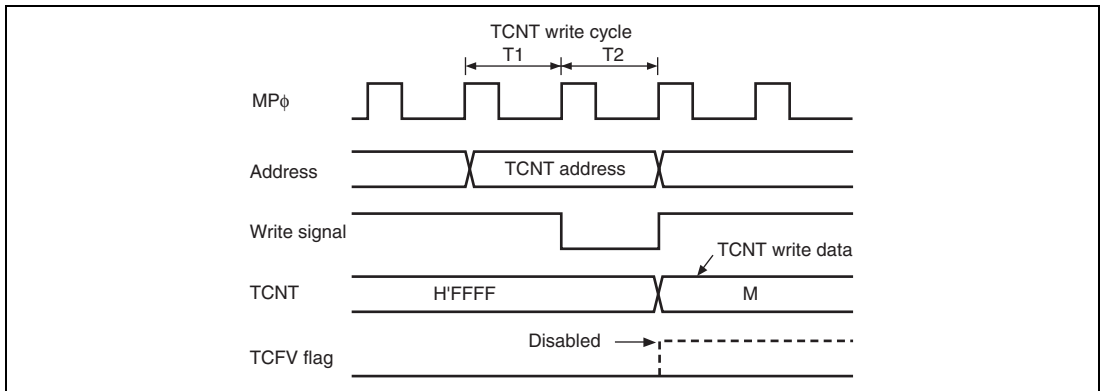 TCNT write cycle
T1 T2
MPφ
Address TCNT address
Write signal
TCNT write data
TCNT H'FFFF M
Disabled
TCFV flag